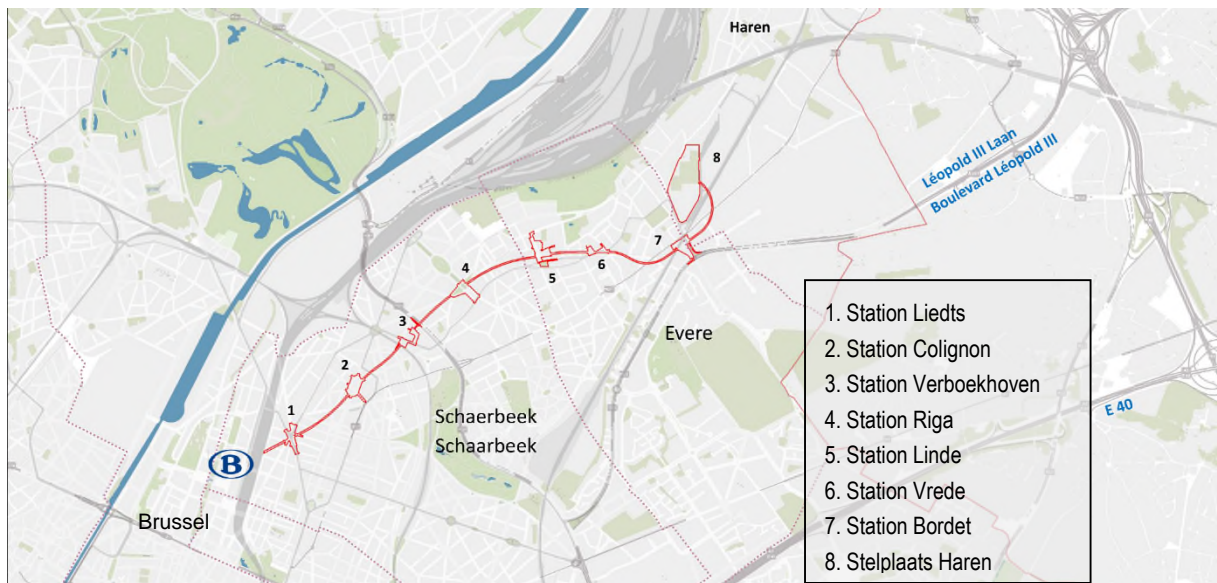 Haren
8
Léopold III Laan
Boulevard Léopold III
7
4
5
6
3
Evere
2
1
Schaerbeek
Schaarbeek
E 40
B
Brussel
1. Station Liedts
2. Station Colignon
3. Station Verboekhoven
4. Station Riga
5. Station Linde
6. Station Vrede
7. Station Bordet
8. Stelplaats Haren